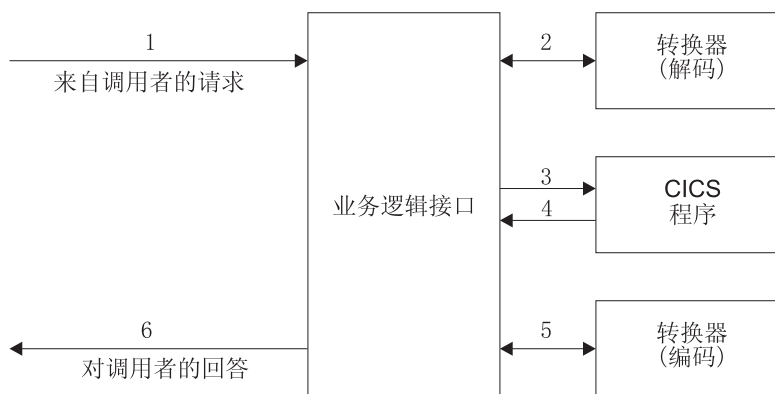 1
来自调用者的请求
2
转换器
(解码)
3
4
CICS
程序
业务逻辑接口
5
转换器
(编码)
6
对调用者的回答